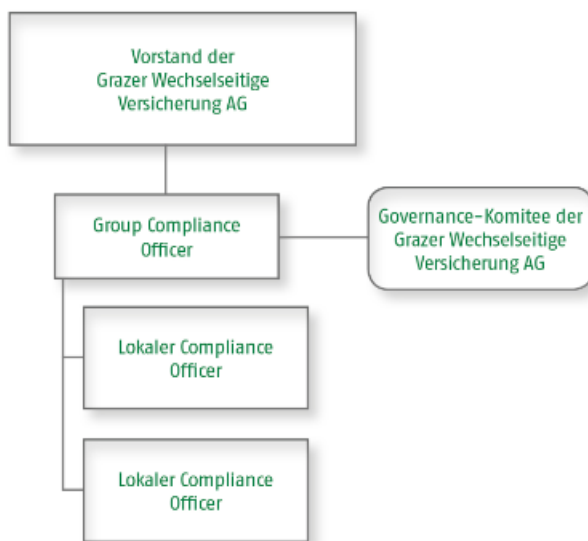 Vorstand der
Grazer Wechselseitige
Versicherung AG
Group Compliance
Officer
Governance-Komitee der
Grazer Wechselseitige
Versicherung AG
Lokaler Compliance
Officer
Lokaler Compliance
Officer